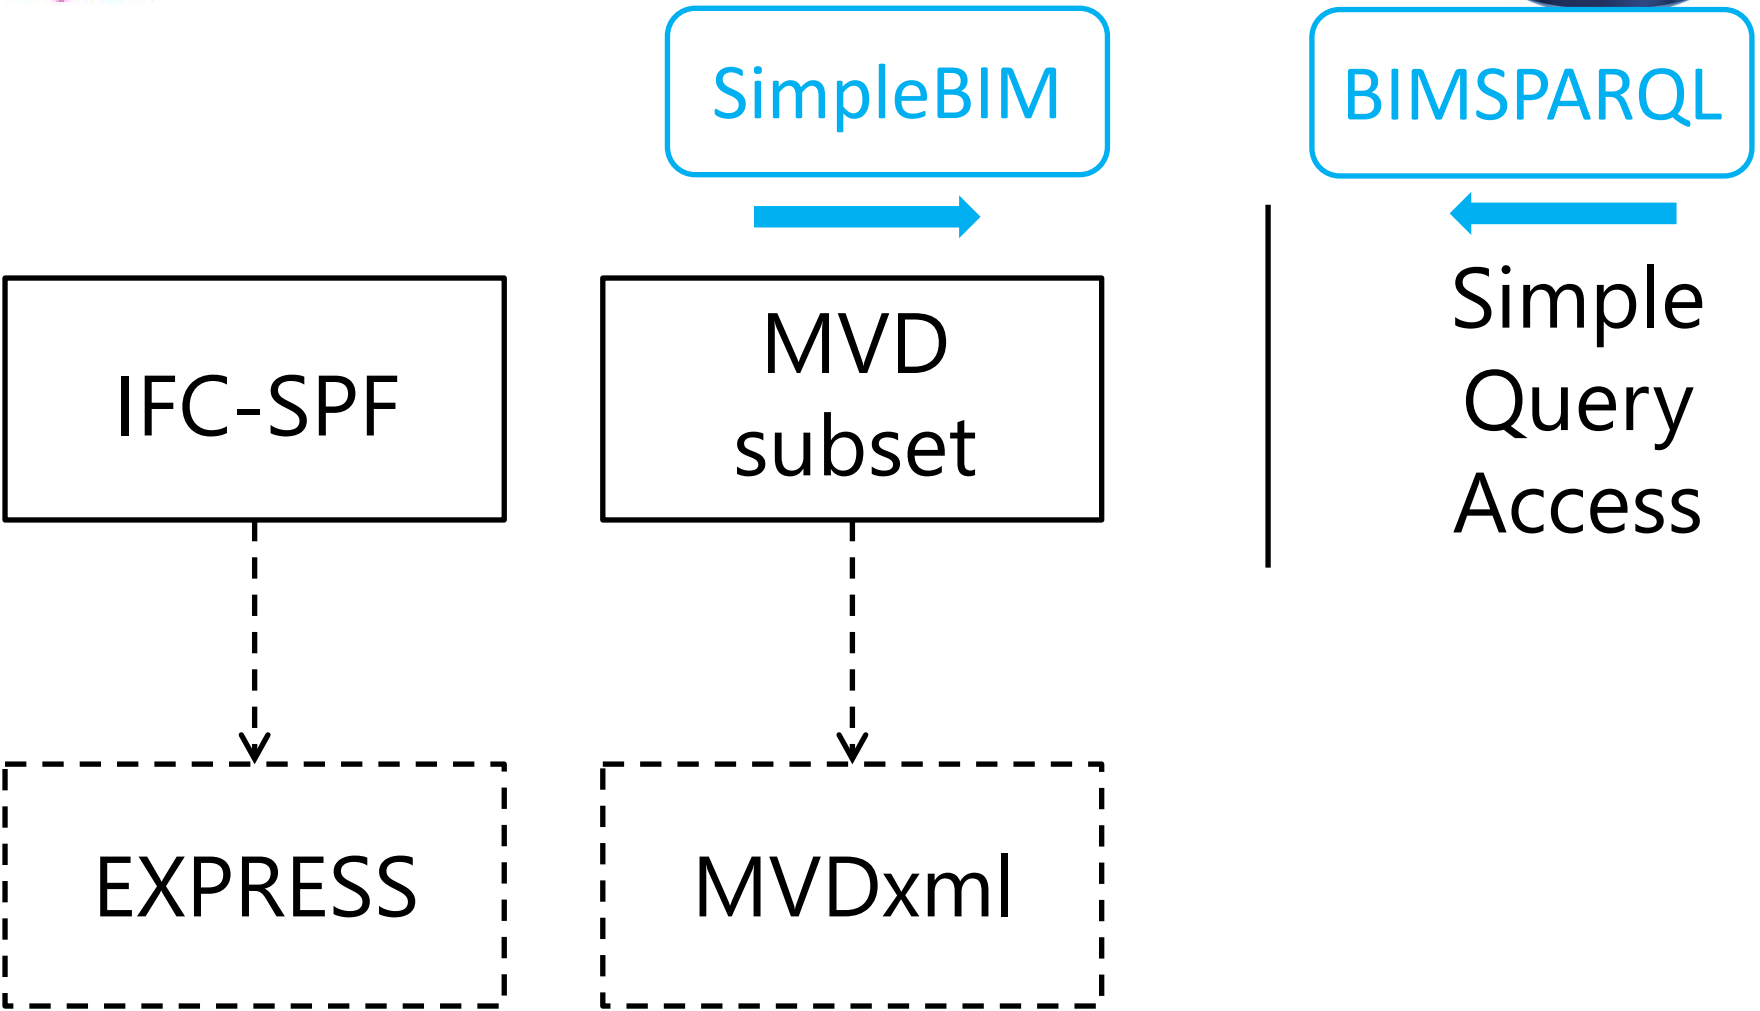 SimpleBIM
BIMSPARQL
IFC-SPF
MVD
subset
Simple
Query
Access
EXPRESS
MVDxml